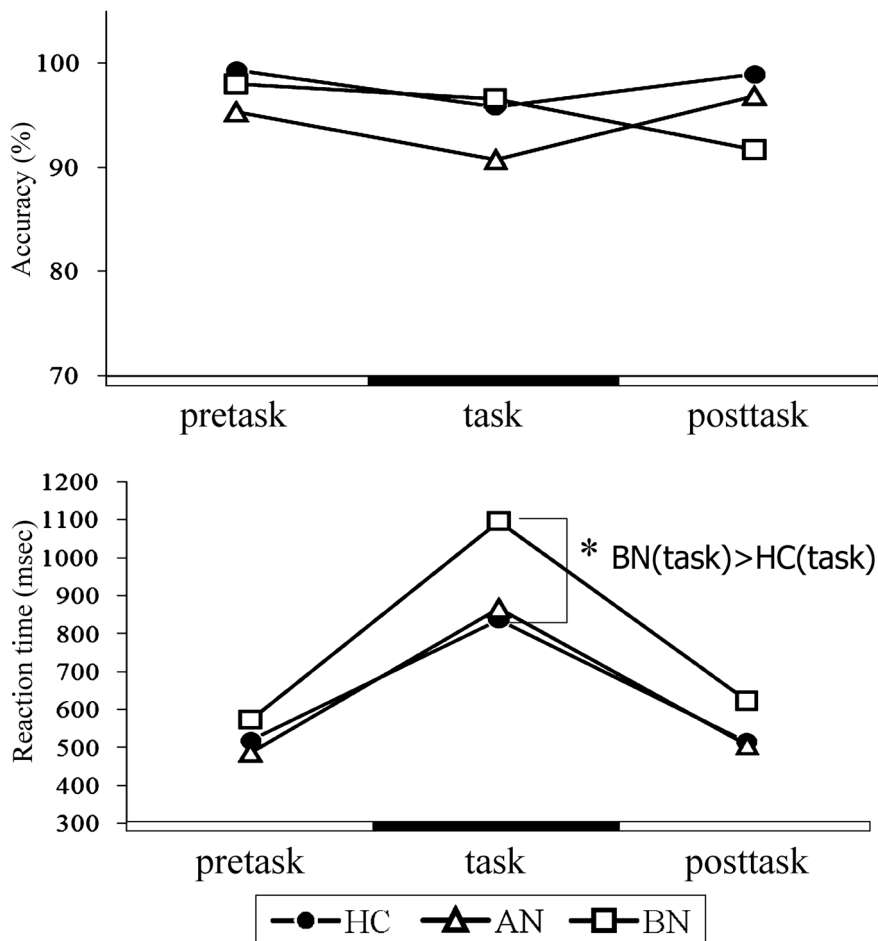 Accuracy (%)
100
90
80
70
pretask task posttask
Reaction time (msec)
1200
1100
1000
900
800
700
600
500
400
300
* BN(task)>HC(task)
pretask task posttask
HC AN BN